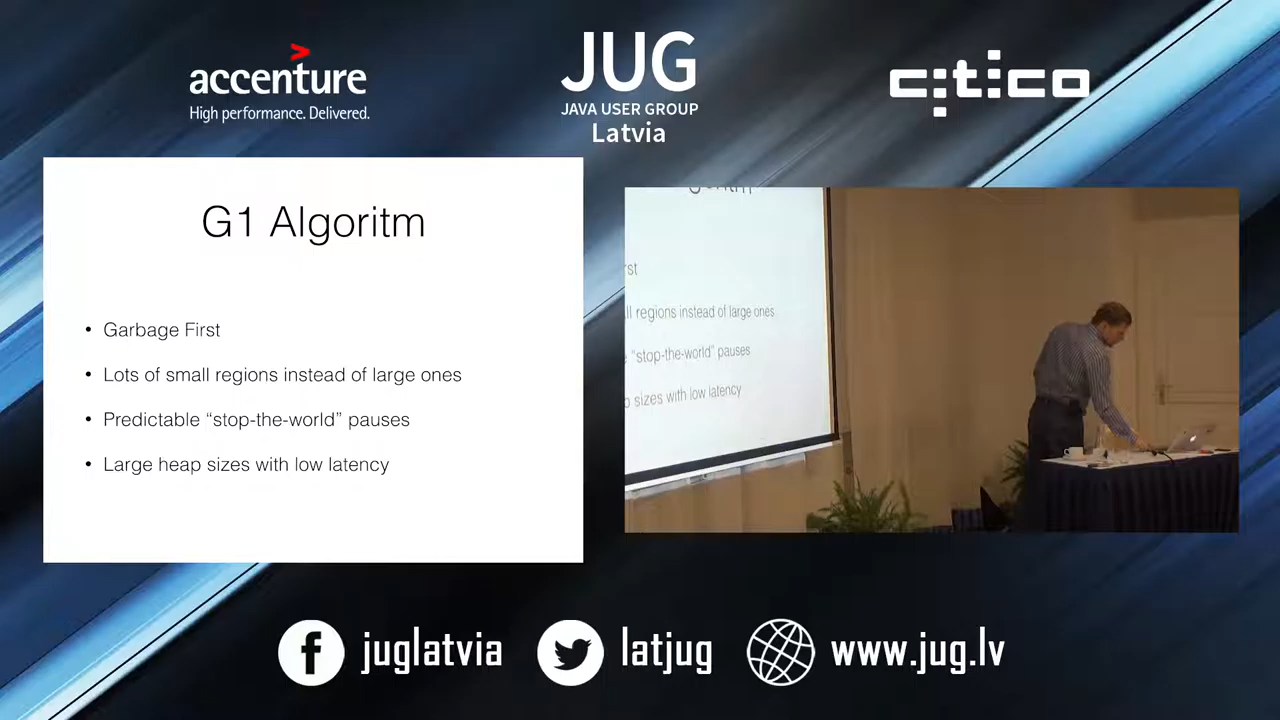 accenture
High performance. Delivered.
JUG
JAVA USER GROUP
Latvia
citico
G1 Algoritm
• Garbage First
• Lots of small regions instead of large ones
• Predictable “stop-the-world” pauses
• Large heap sizes with low latency
rst
ll regions instead of large ones
“stop-the-world” pauses
p sizes with low latency
juglatvia
latjug
www.jug.lv